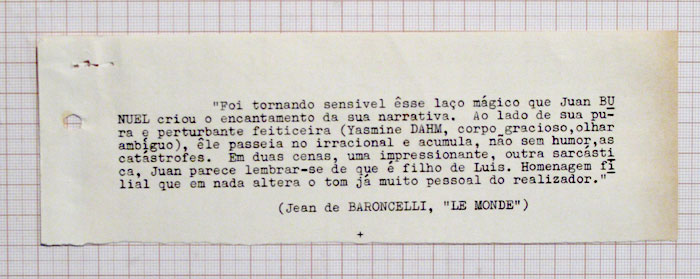 "Foi tornando sensivel êsse laço mágico que Juan BU
NUEL criou o encantamento da sua narrativa. Ao lado de sua pu-
ra e perturbante feiticeira (Yasmine DAHM, corpo gracioso,olhar
ambíguo), êle passeia no irracional e acumula, não sem humor,as
catástrofes. Em duas cenas, uma impressionante, outra sarcásti
ca, Juan parece lembrar-se de que é filho de Luis. Homenagem fi
lial que em nada altera o tom já muito pessoal do realizador."
(Jean de BARONCELLI, "LE MONDE")
+